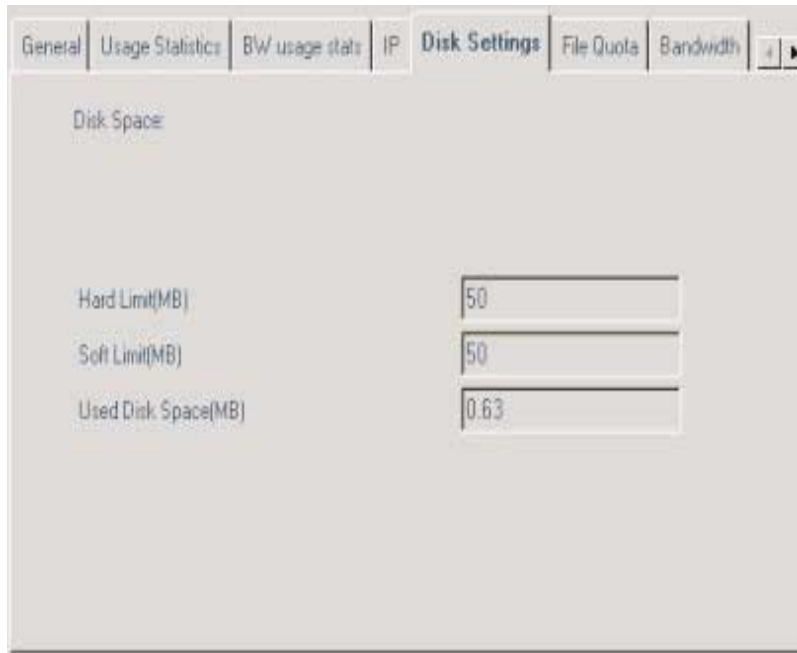 General Usage Statistics BW usage stats IP Disk Settings File Quota Bandwidth
Disk Space:
Hard Limit(MB) 50
Soft Limit(MB) 50
Used Disk Space(MB) 0.63